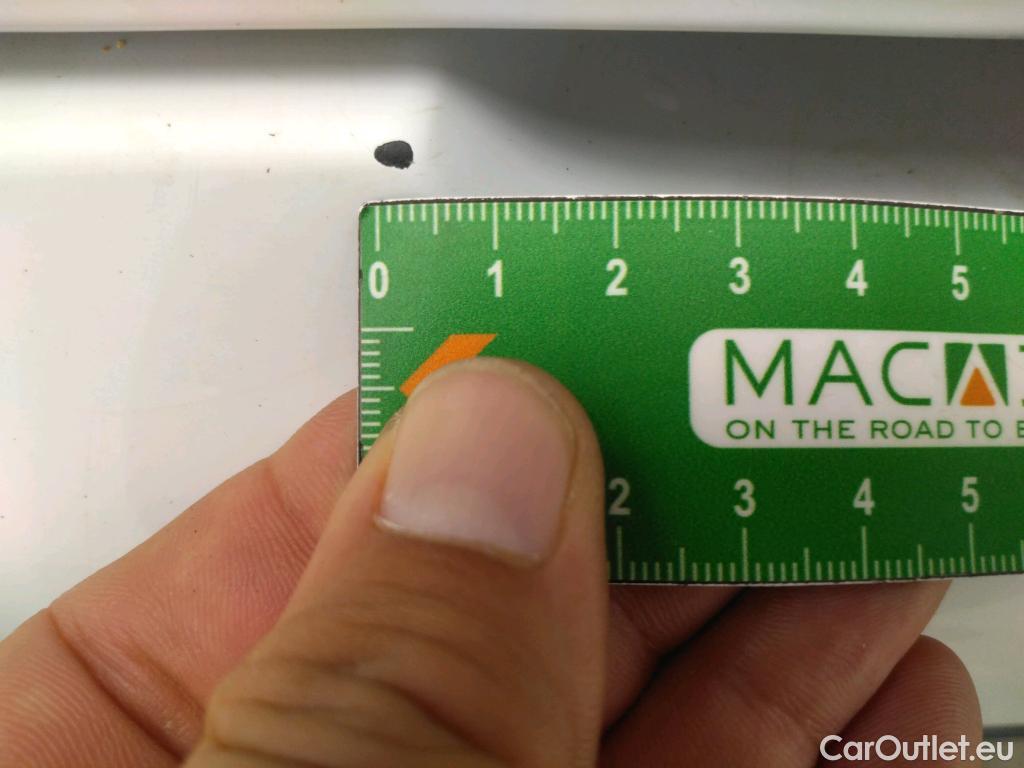 0 1 2 3 4 5
MAC
ON THE ROAD TO
2 3 4 5
CarOutlet.eu